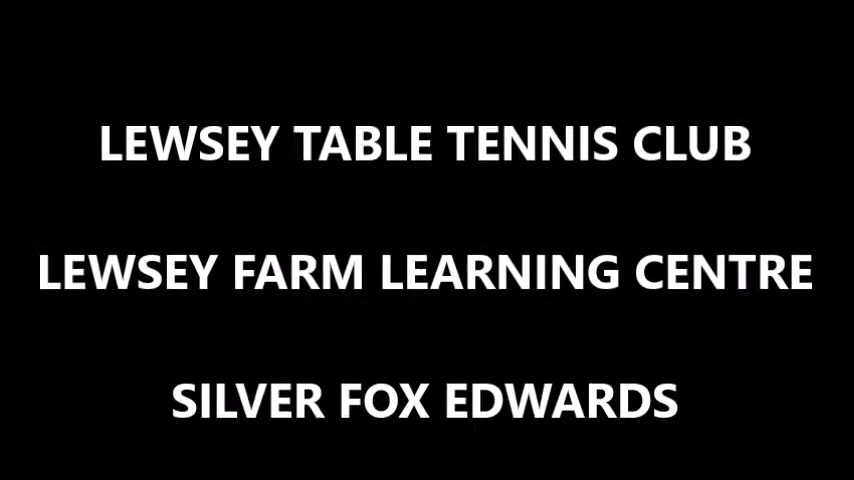 LEWSEY TABLE TENNIS CLUB
LEWSEY FARM LEARNING CENTRE
SILVER FOX EDWARDS